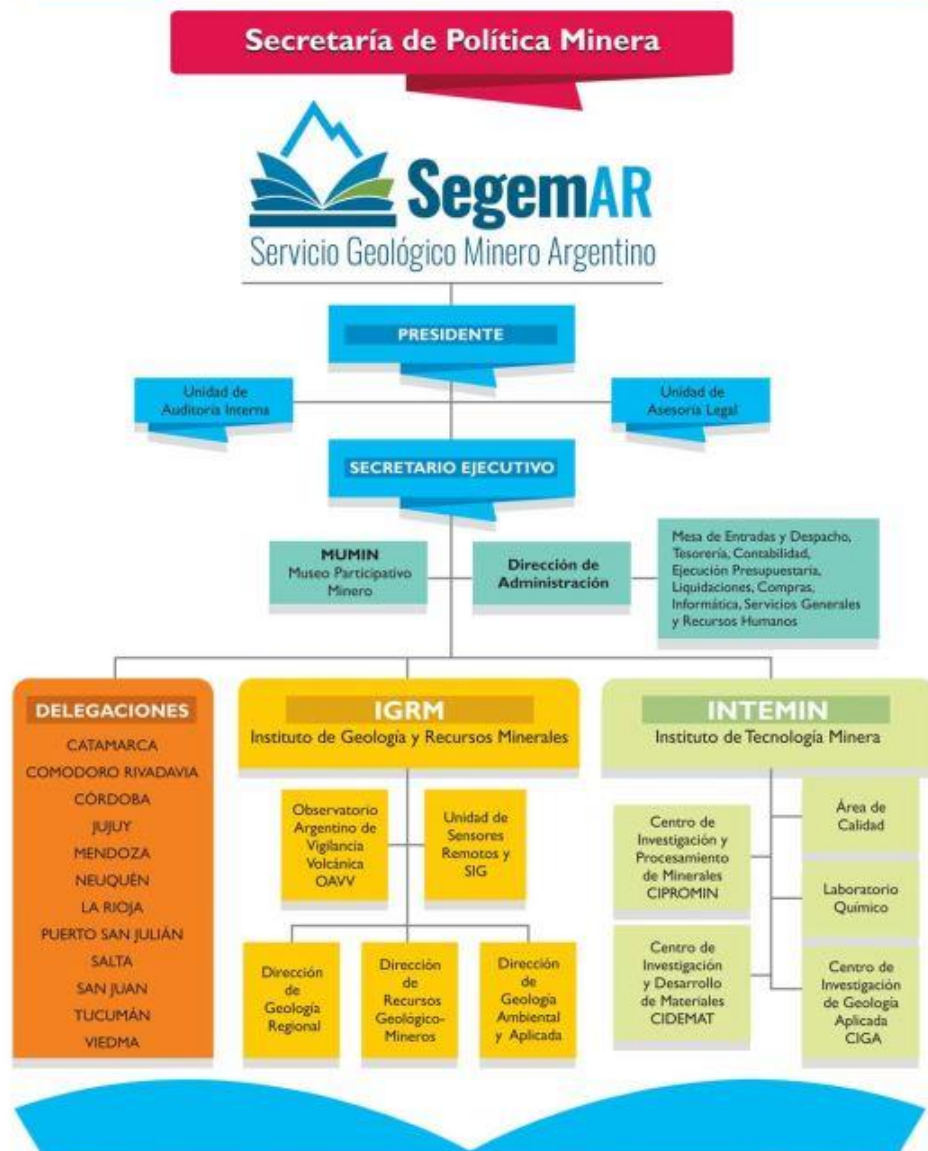 Secretaría de Política Minera
SegemAR
Servicio Geológico Minero Argentino
PRESIDENTE
Unidad de
Auditoría Interna
Unidad de
Asesoría Legal
SECRETARIO EJECUTIVO
MUMIN
Museo Participativo
Minero
Dirección de
Administración
Mesa de Entradas y Despacho,
Tesorería, Contabilidad,
Ejecución Presupuestaria,
Liquidaciones, Compras,
Informática, Servicios Generales
y Recursos Humanos
DELEGACIONES
CATAMARCA
COMODORO RIVADAVIA
CÓRDOBA
JUJUY
MENDOZA
NEUQUÉN
LA RIOJA
PUERTO SAN JULIÁN
SALTA
SAN JUAN
TUCUMÁN
VIEDMA
IGRM
Instituto de Geología y Recursos Minerales
Observatorio
Argentino de
Vigilancia
Volcánica
OAVV
Unidad de
Sensores
Remotos y
SIG
Dirección
de
Geología
Regional
Dirección
de
Recursos
Geológico-
Mineros
Dirección
de
Geología
Ambiental
y Aplicada
INTEMIN
Instituto de Tecnología Minera
Centro de
Investigación y
Procesamiento
de Minerales
CIPROMIN
Área de
Calidad
Laboratorio
Químico
Centro de
Investigación
y Desarrollo
de Materiales
CIDEMAT
Centro de
Investigación
de Geología
Aplicada
CIGA